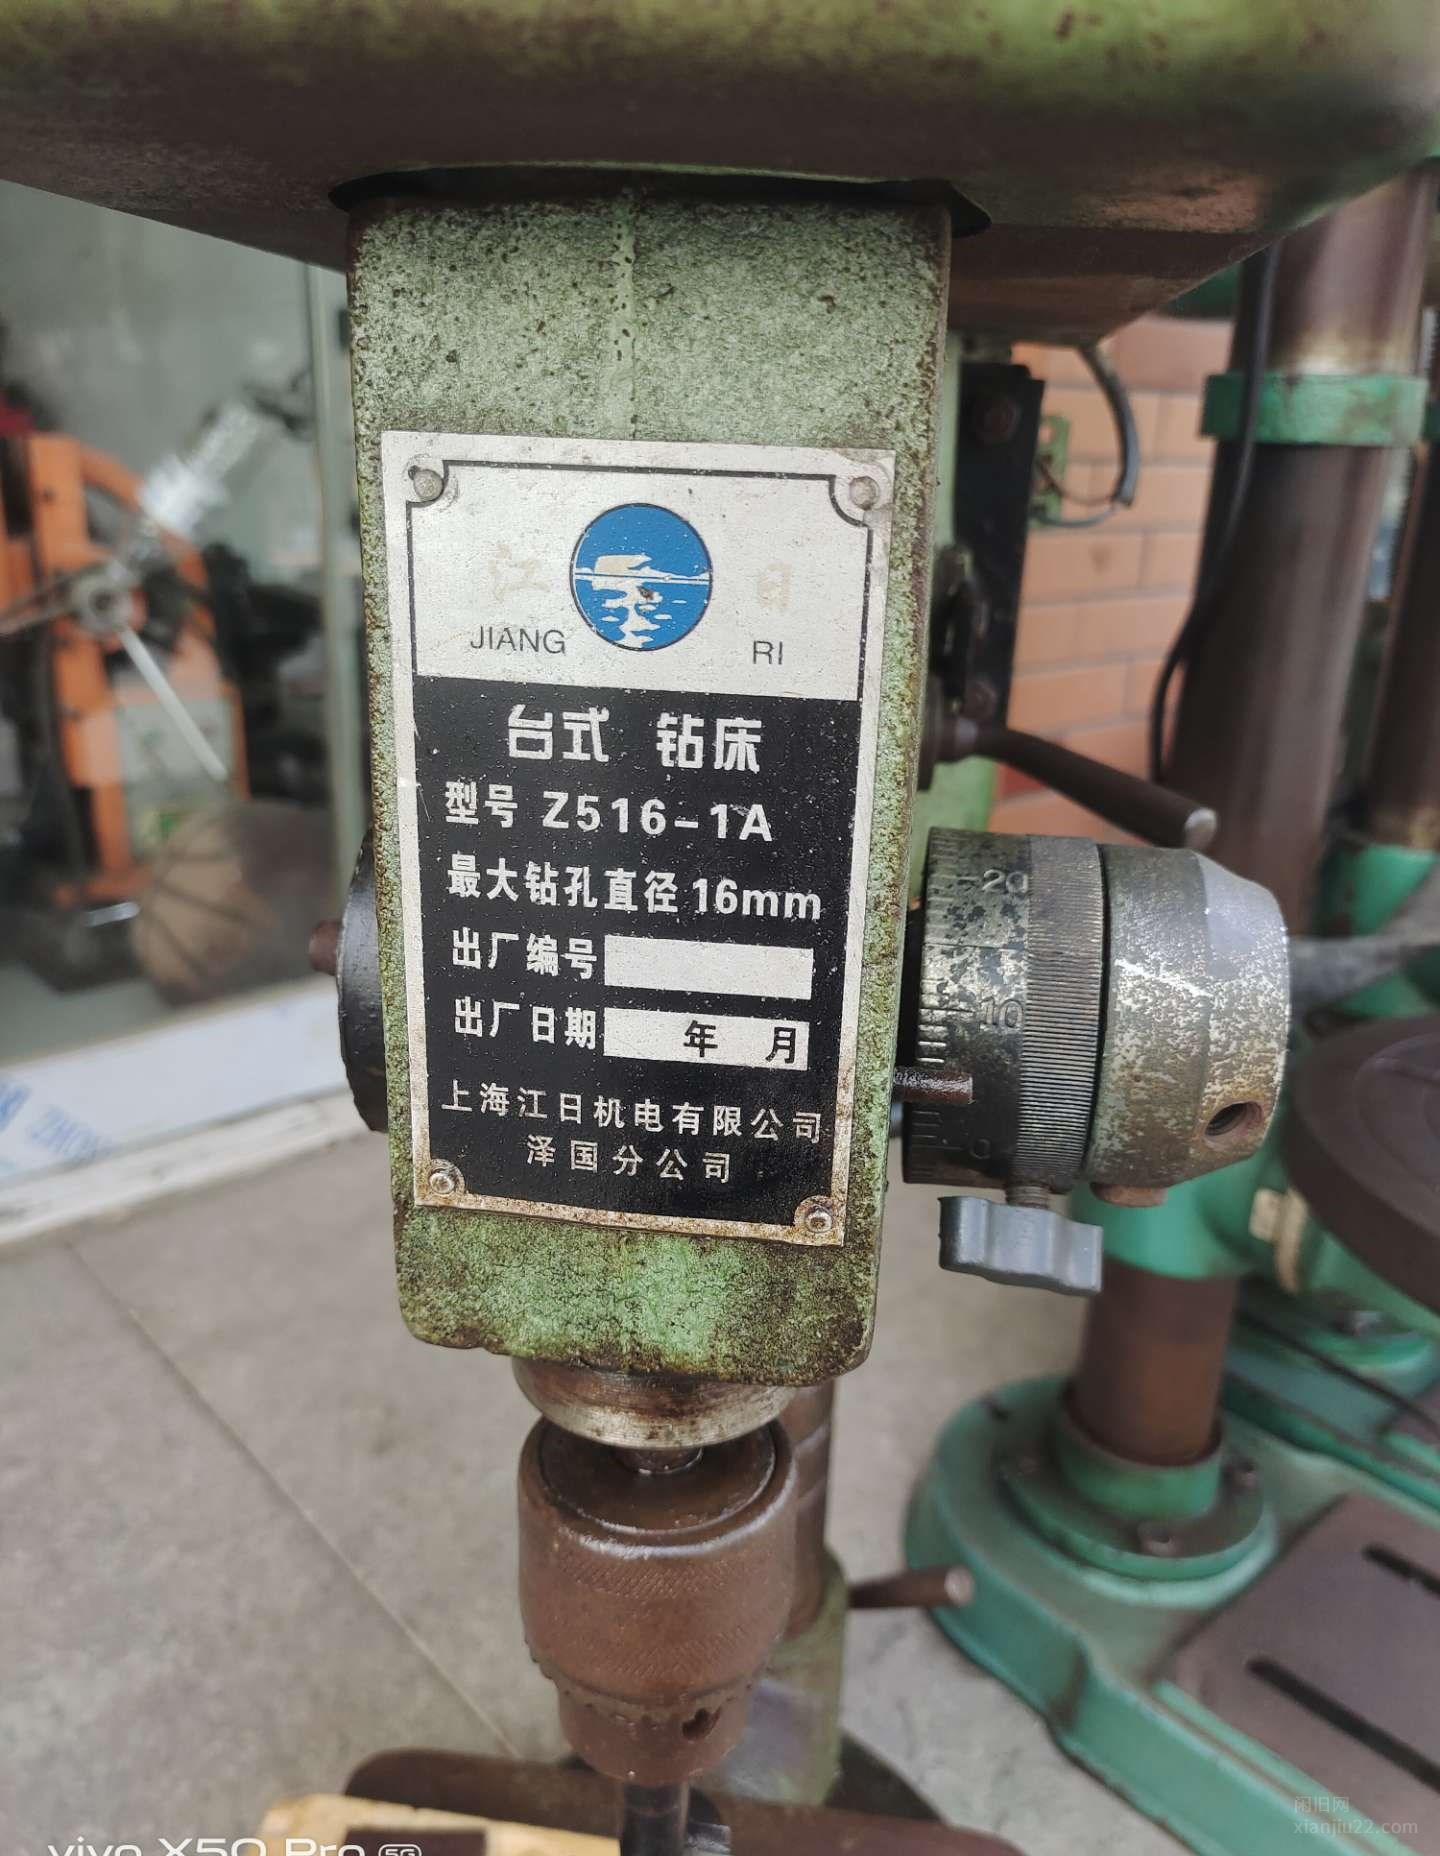 江 日
JIANG RI
台式 钻床
型号 Z516-1A
最大钻孔直径 16mm
出厂编号
出厂日期 年 月
上海江日机电有限公司
泽国分公司
20
10
0
闲旧网
xianjiu22.com
vivo X50 Pro 5G